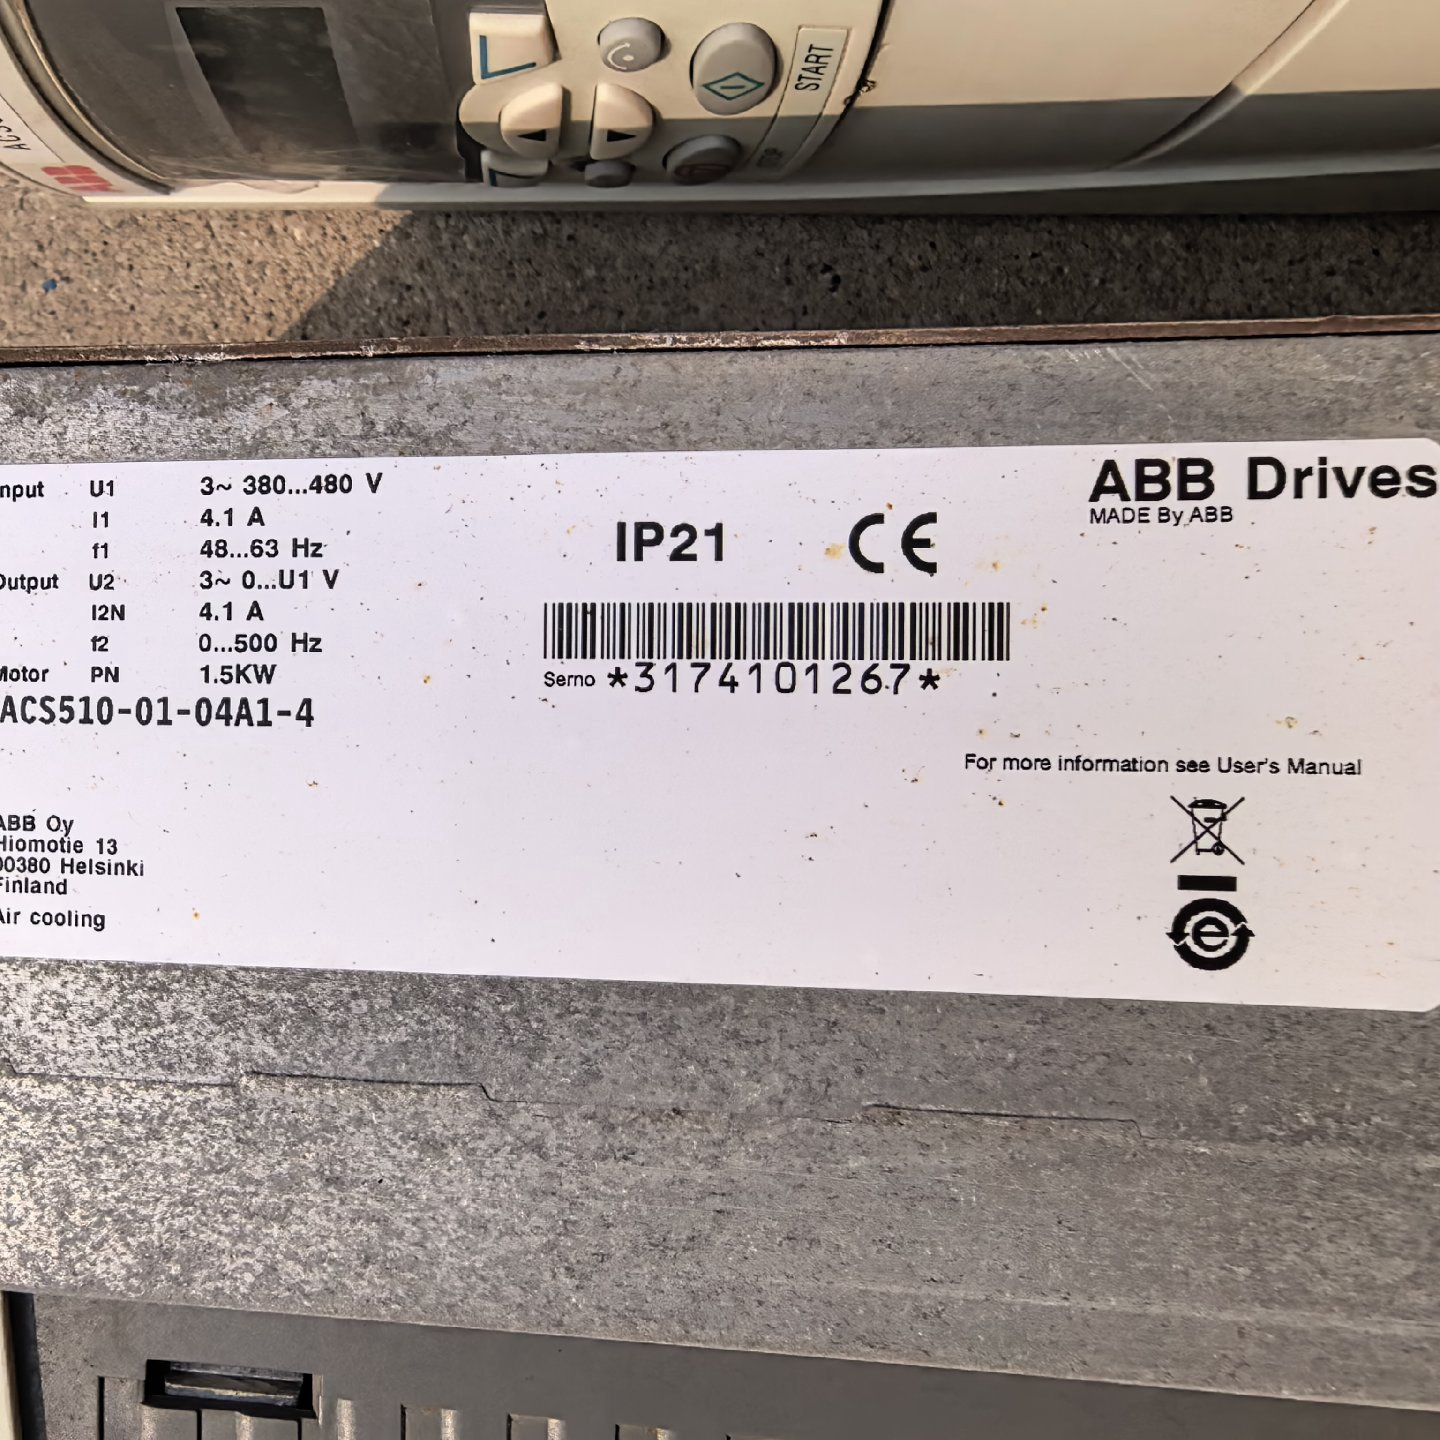 ACS
ABB
START
STOP
nput U1 3~ 380...480 V
I1 4.1 A
f1 48...63 Hz
Output U2 3~ 0...U1 V
I2N 4.1 A
f2 0...500 Hz
Motor PN 1.5KW
ACS510-01-04A1-4
IP21 CE
Serno *3174101267*
ABB Drives
MADE By ABB
For more information see User's Manual
ABB Oy
Hiomotie 13
00380 Helsinki
Finland
Air cooling
e